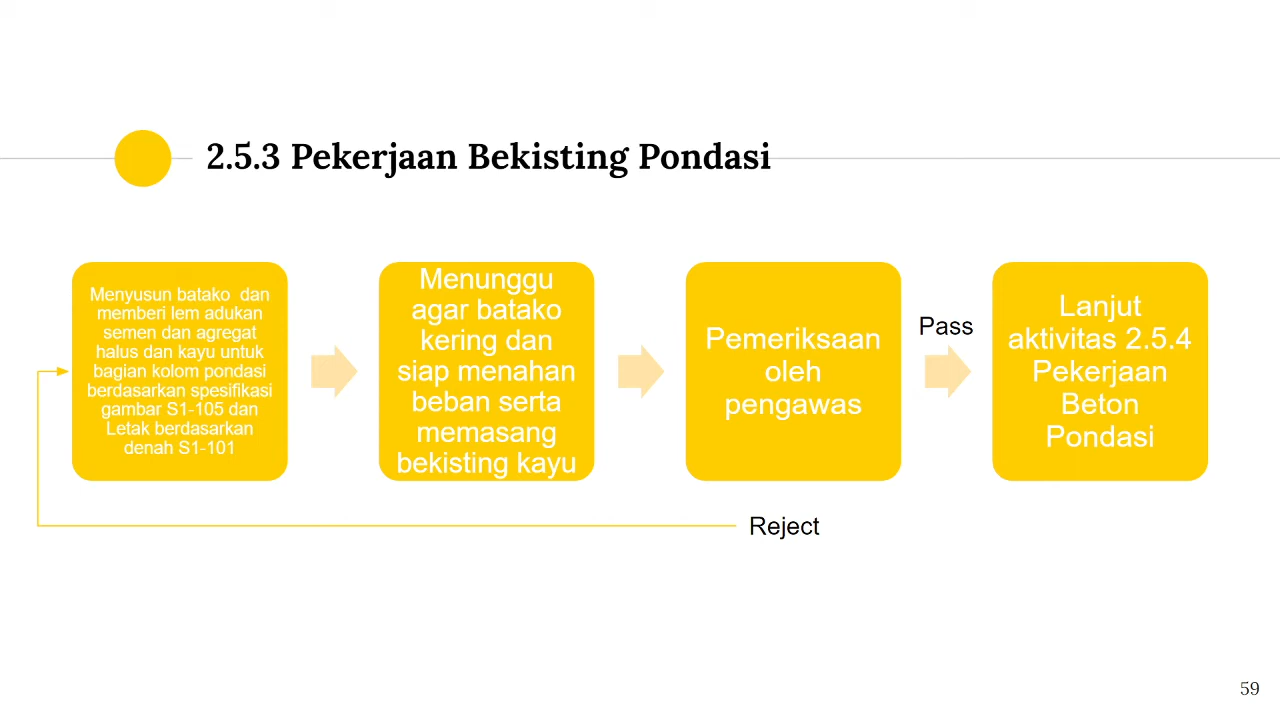 2.5.3 Pekerjaan Bekisting Pondasi
Menyusun batako  dan
memberi lem adukan
semen dan agregat
halus dan kayu untuk
bagian kolom pondasi
berdasarkan spesifikasi
gambar S1-105 dan
Letak berdasarkan
denah S1-101
Menunggu
agar batako
kering dan
siap menahan
beban serta
memasang
bekisting kayu
Pemeriksaan
oleh
pengawas
Pass
Lanjut
aktivitas 2.5.4
Pekerjaan
Beton
Pondasi
Reject
59